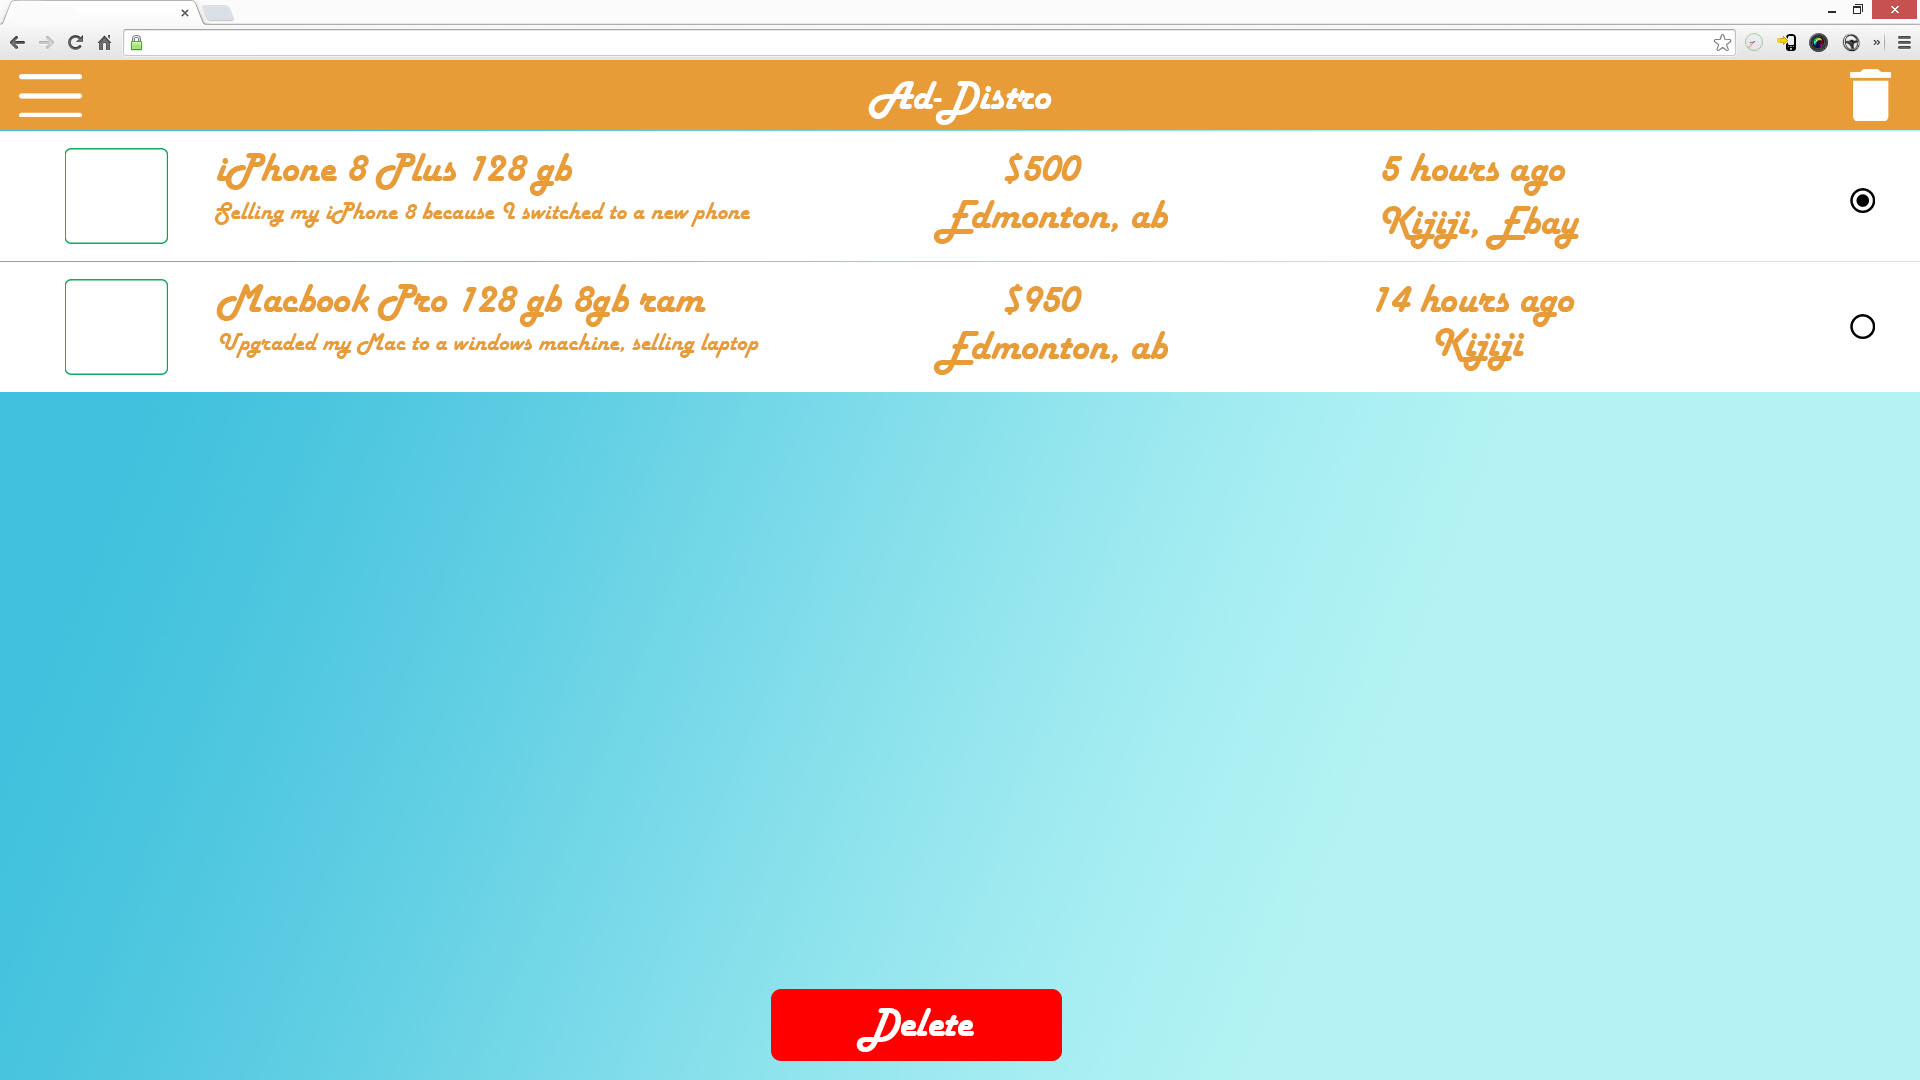 Ad-Distro
iPhone 8 Plus 128 gb
Selling my iPhone 8 because I switched to a new phone
$500
Edmonton, ab
5 hours ago
Kijiji, Ebay
Macbook Pro 128 gb 8gb ram
Upgraded my Mac to a windows machine, selling laptop
$950
Edmonton, ab
14 hours ago
Kijiji
Delete